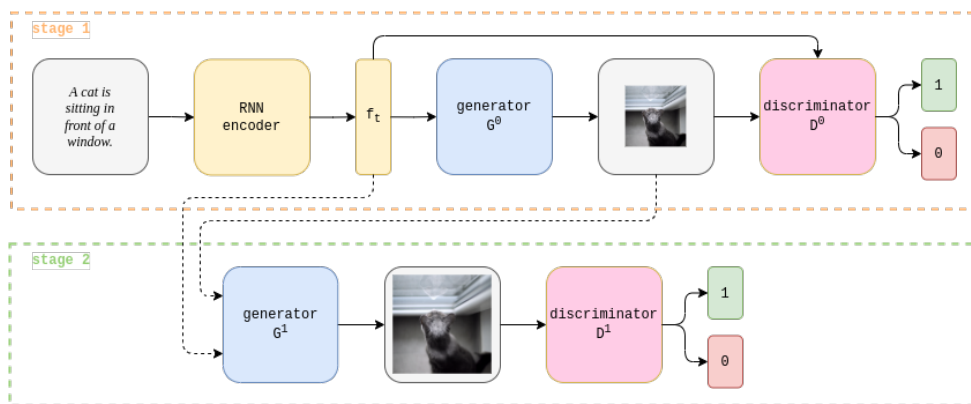 stage 1
A cat is
sitting in
front of a
window.
RNN
encoder
f_t
generator
G^0
discriminator
D^0
1
0
stage 2
generator
G^1
discriminator
D^1
1
0